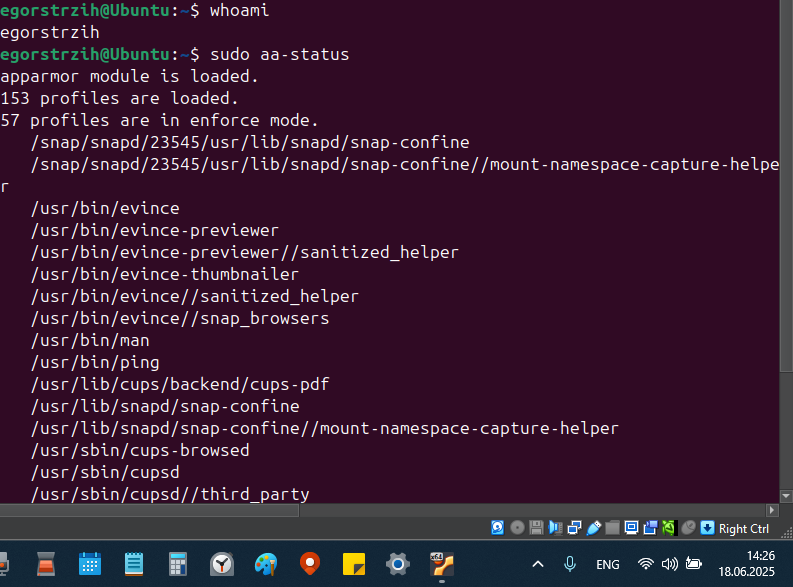 egorstrzih@Ubuntu:~$ whoami
egorstrzih
egorstrzih@Ubuntu:~$ sudo aa-status
apparmor module is loaded.
153 profiles are loaded.
57 profiles are in enforce mode.
   /snap/snapd/23545/usr/lib/snapd/snap-confine
   /snap/snapd/23545/usr/lib/snapd/snap-confine//mount-namespace-capture-helpe
r
   /usr/bin/evince
   /usr/bin/evince-previewer
   /usr/bin/evince-previewer//sanitized_helper
   /usr/bin/evince-thumbnailer
   /usr/bin/evince//sanitized_helper
   /usr/bin/evince//snap_browsers
   /usr/bin/man
   /usr/bin/ping
   /usr/lib/cups/backend/cups-pdf
   /usr/lib/snapd/snap-confine
   /usr/lib/snapd/snap-confine//mount-namespace-capture-helper
   /usr/sbin/cups-browsed
   /usr/sbin/cupsd
   /usr/sbin/cupsd//third_party
Right Ctrl
x64
ENG
14:26
18.06.2025